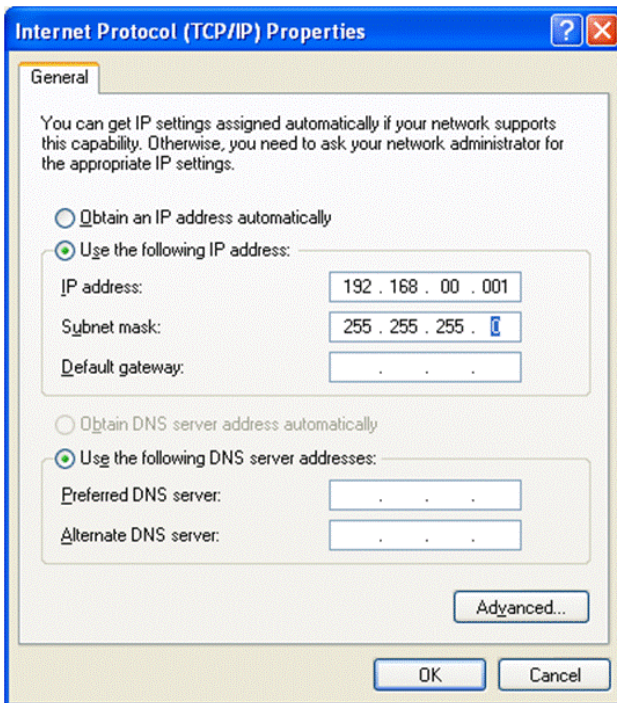 Internet Protocol (TCP/IP) Properties
General
You can get IP settings assigned automatically if your network supports
this capability. Otherwise, you need to ask your network administrator for
the appropriate IP settings.
Obtain an IP address automatically
Use the following IP address:
IP address: 192 . 168 . 00 . 001
Subnet mask: 255 . 255 . 255 . 0
Default gateway: . . .
Obtain DNS server address automatically
Use the following DNS server addresses:
Preferred DNS server: . . .
Alternate DNS server: . . .
Advanced...
OK Cancel